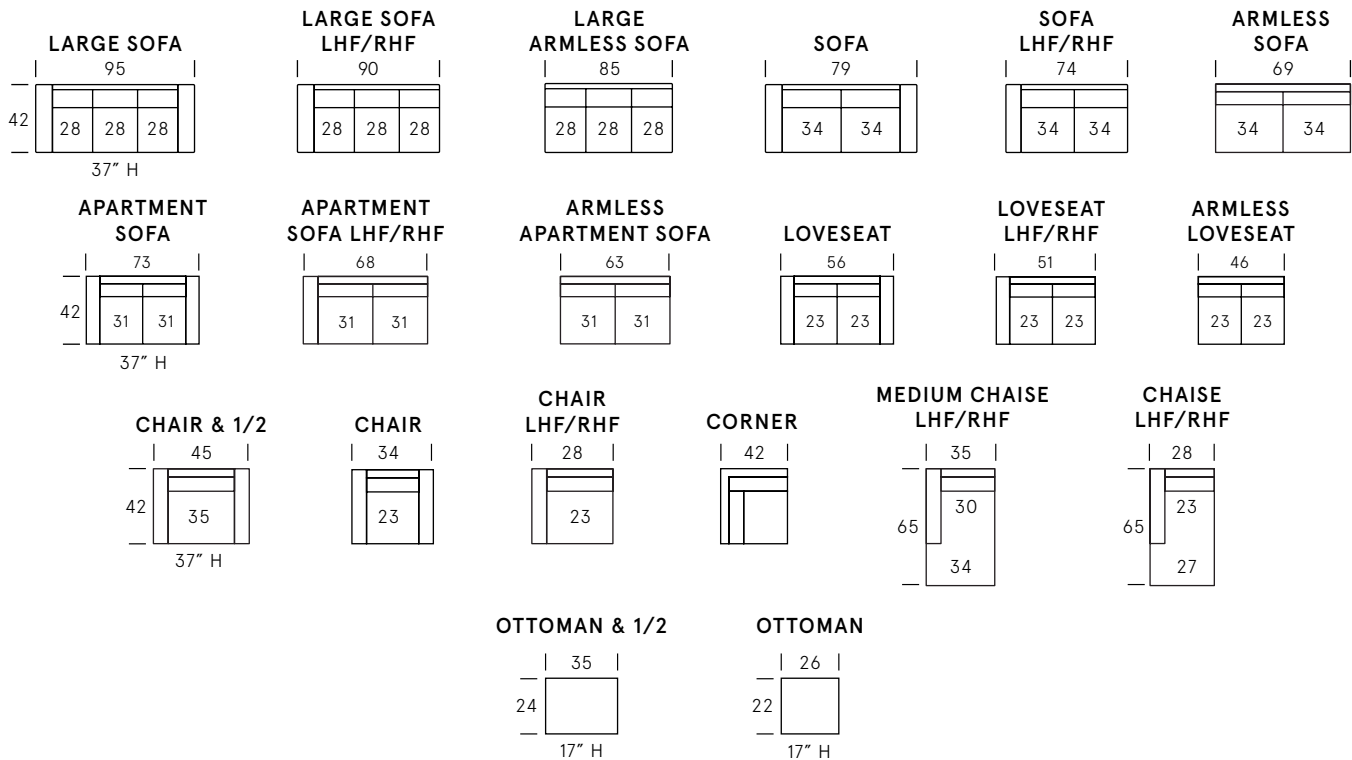 LARGE SOFA
95
42
28 28 28
37″ H
LARGE SOFA
LHF/RHF
90
28 28 28
LARGE
ARMLESS SOFA
85
28 28 28
SOFA
79
34 34
SOFA
LHF/RHF
74
34 34
ARMLESS
SOFA
69
34 34
APARTMENT
SOFA
73
42
31 31
37″ H
APARTMENT
SOFA LHF/RHF
68
31 31
ARMLESS
APARTMENT SOFA
63
31 31
LOVESEAT
56
23 23
LOVESEAT
LHF/RHF
51
23 23
ARMLESS
LOVESEAT
46
23 23
CHAIR & 1/2
45
42
35
37″ H
CHAIR
34
23
CHAIR
LHF/RHF
28
23
CORNER
42
MEDIUM CHAISE
LHF/RHF
35
30
65
34
CHAISE
LHF/RHF
28
23
65
27
OTTOMAN & 1/2
35
24
17″ H
OTTOMAN
26
22
17″ H